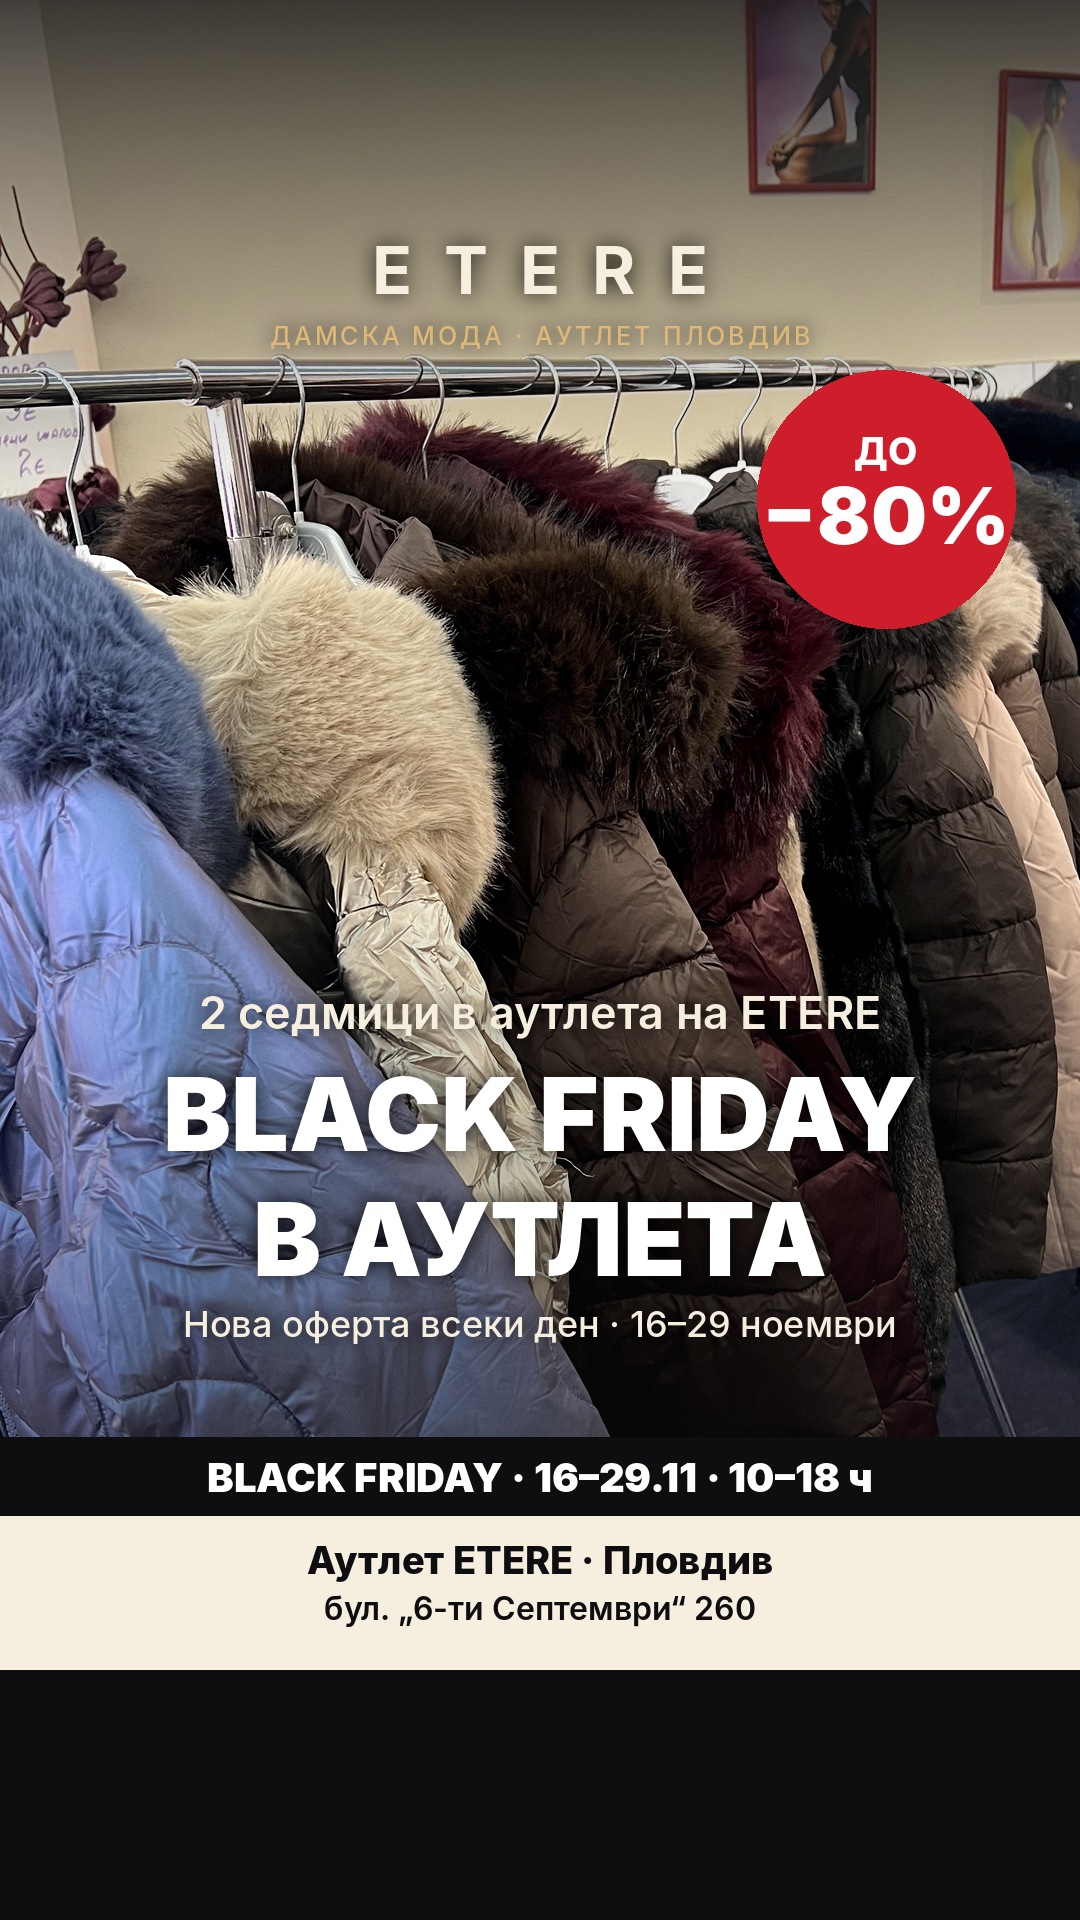 ETERE
ДАМСКА МОДА · АУТЛЕТ ПЛОВДИВ
2€
ДО
−80%
2 седмици в аутлета на ETERE
BLACK FRIDAY
В АУТЛЕТА
Нова оферта всеки ден · 16–29 ноември
BLACK FRIDAY · 16–29.11 · 10–18 ч
Аутлет ETERE · Пловдив
бул. „6-ти Септември“ 260